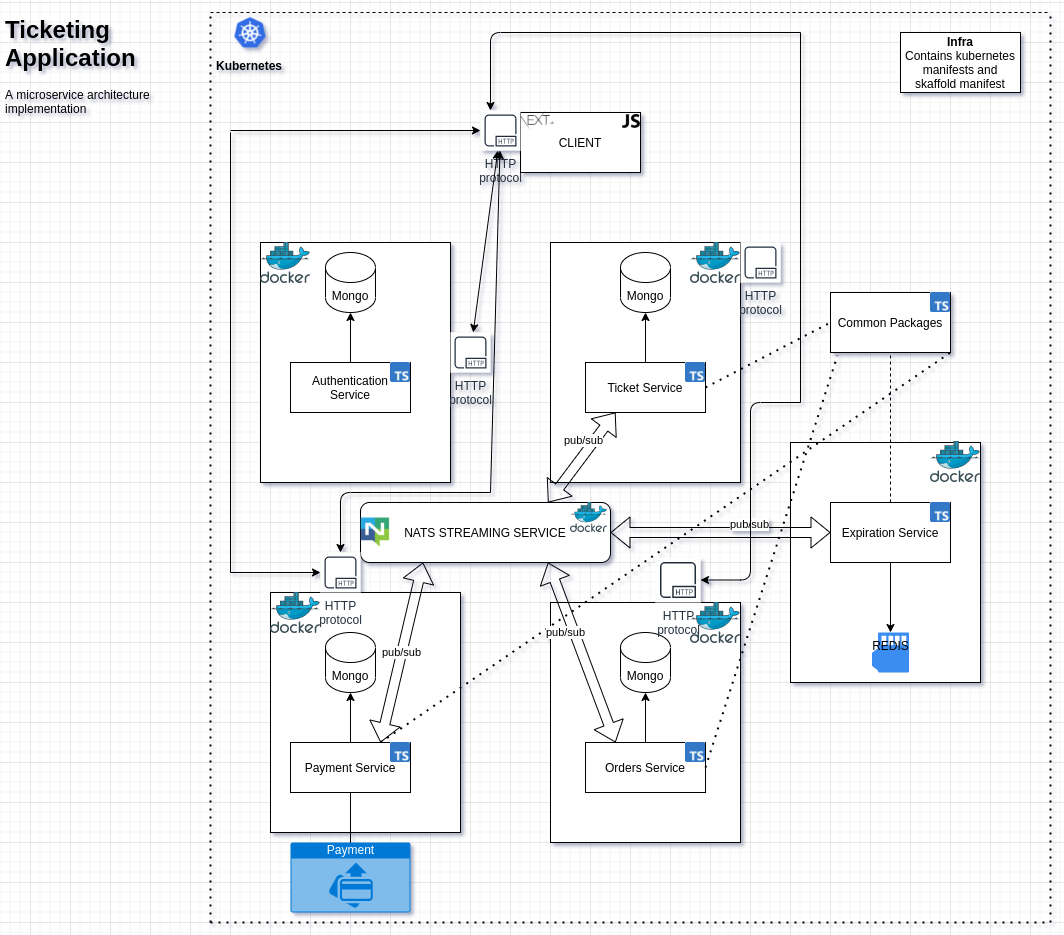 Ticketing
Application
A microservice architecture
implementation
Kubernetes
Infra
Contains kubernetes
manifests and
skaffold manifest
HTTP
HTTP
protocol
EXT.
JS
CLIENT
docker
Mongo
Authentication
Service
TS
HTTP
HTTP
protocol
docker
Mongo
Ticket Service
TS
HTTP
HTTP
protocol
Common Packages
TS
pub/sub
NATS STREAMING SERVICE
docker
pub/sub
docker
Expiration Service
TS
REDIS
HTTP
HTTP
protocol
docker
Mongo
pub/sub
Payment Service
TS
Payment
HTTP
HTTP
protocol
docker
Mongo
pub/sub
Orders Service
TS